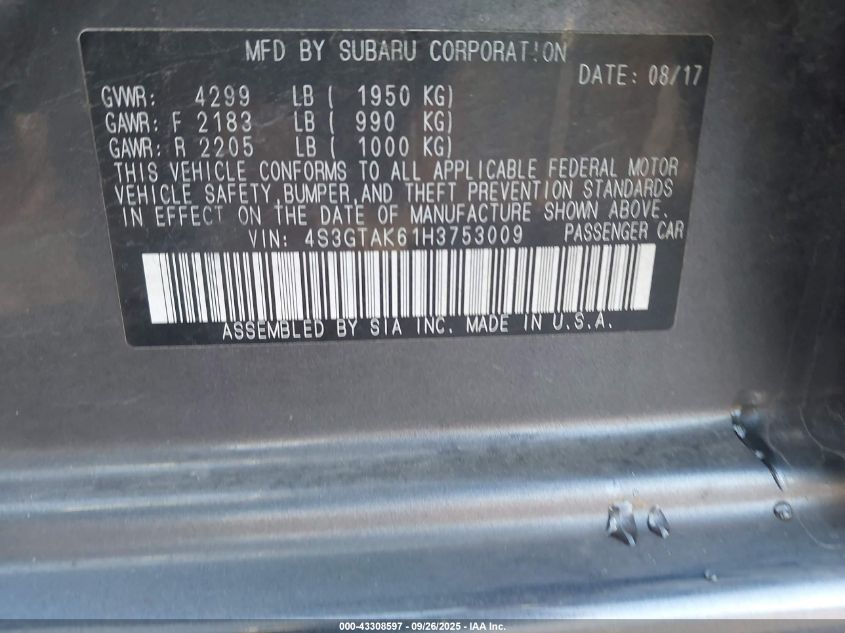 MFD BY SUBARU CORPORATION
DATE: 08/17
GVWR: 4299 LB ( 1950 KG)
GAWR: F 2183 LB ( 990 KG)
GAWR: R 2205 LB ( 1000 KG)
THIS VEHICLE CONFORMS TO ALL APPLICABLE FEDERAL MOTOR
VEHICLE SAFETY,BUMPER,AND THEFT PREVENTION STANDARDS
IN EFFECT ON THE DATE OF MANUFACTURE SHOWN ABOVE.
VIN: 4S3GTAK61H3753009 PASSENGER CAR
ASSEMBLED BY SIA INC. MADE IN U.S.A.
000-43308597 - 09/26/2025 - IAA Inc.